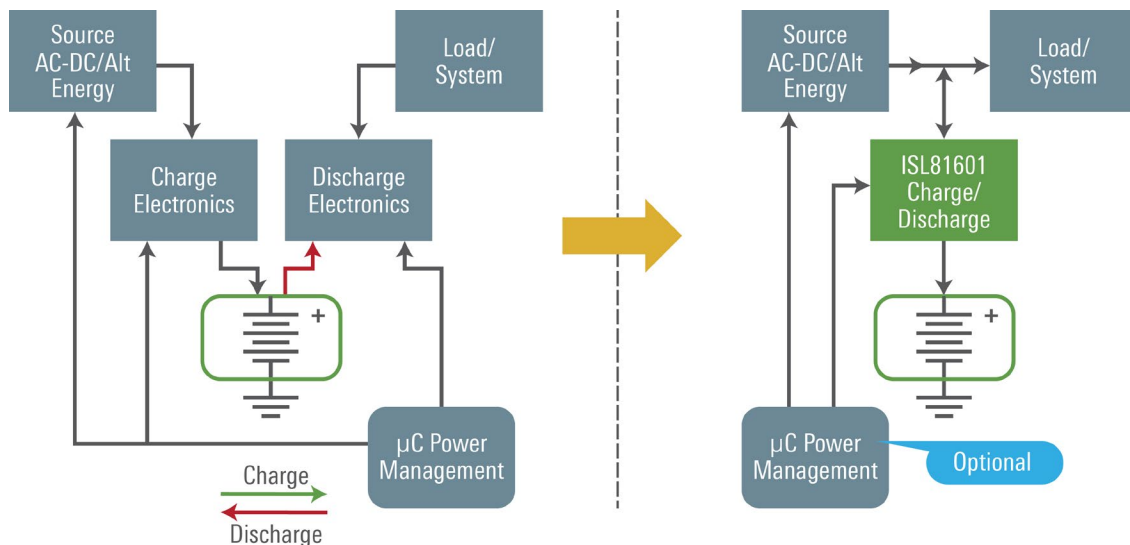 Source
AC-DC/Alt
Energy
Load/
System
Charge
Electronics
Discharge
Electronics
+
µC Power
Management
Charge
Discharge
Source
AC-DC/Alt
Energy
Load/
System
ISL81601
Charge/
Discharge
+
µC Power
Management
Optional